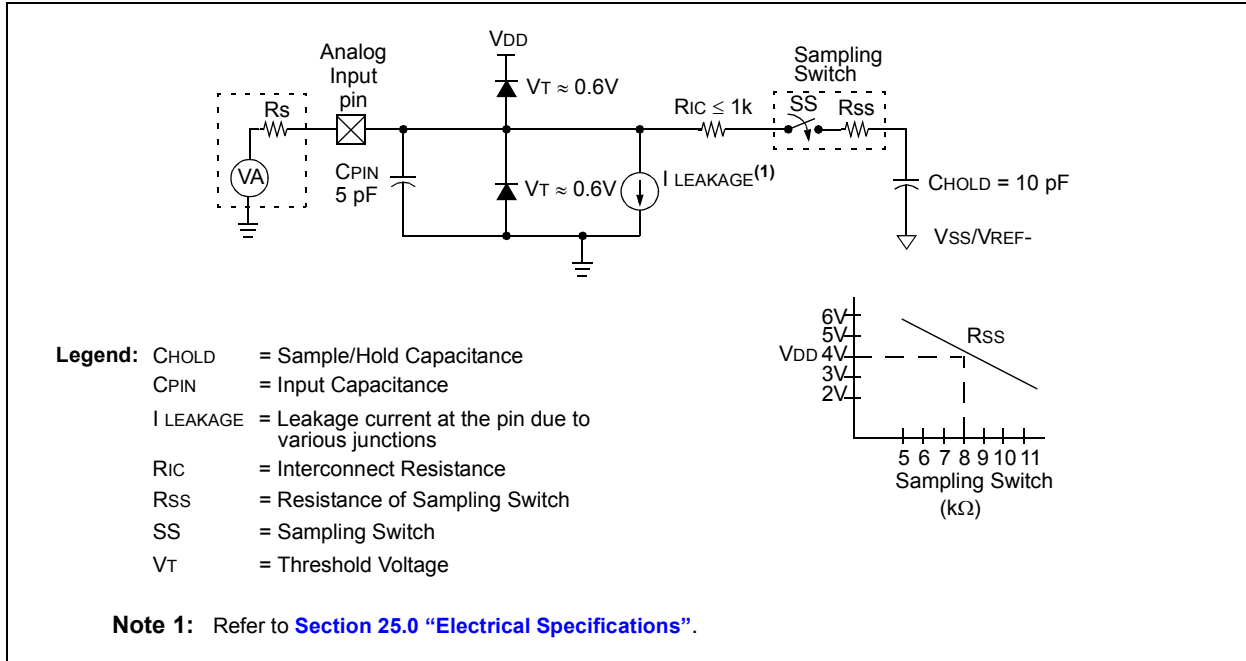 VDD
Analog
Input
pin
Sampling
Switch
VT ≈ 0.6V
RIC ≤ 1k
SS
Rss
Rs
VA
CPIN
5 pF
VT ≈ 0.6V
I LEAKAGE(1)
CHOLD = 10 pF
VSS/VREF-
6V
5V
VDD 4V
3V
2V
RSS
5 6 7 8 9 10 11
Sampling Switch
(kΩ)
Legend: CHOLD = Sample/Hold Capacitance
CPIN = Input Capacitance
I LEAKAGE = Leakage current at the pin due to
various junctions
RIC = Interconnect Resistance
RSS = Resistance of Sampling Switch
SS = Sampling Switch
VT = Threshold Voltage
Note 1: Refer to Section 25.0 “Electrical Specifications”.